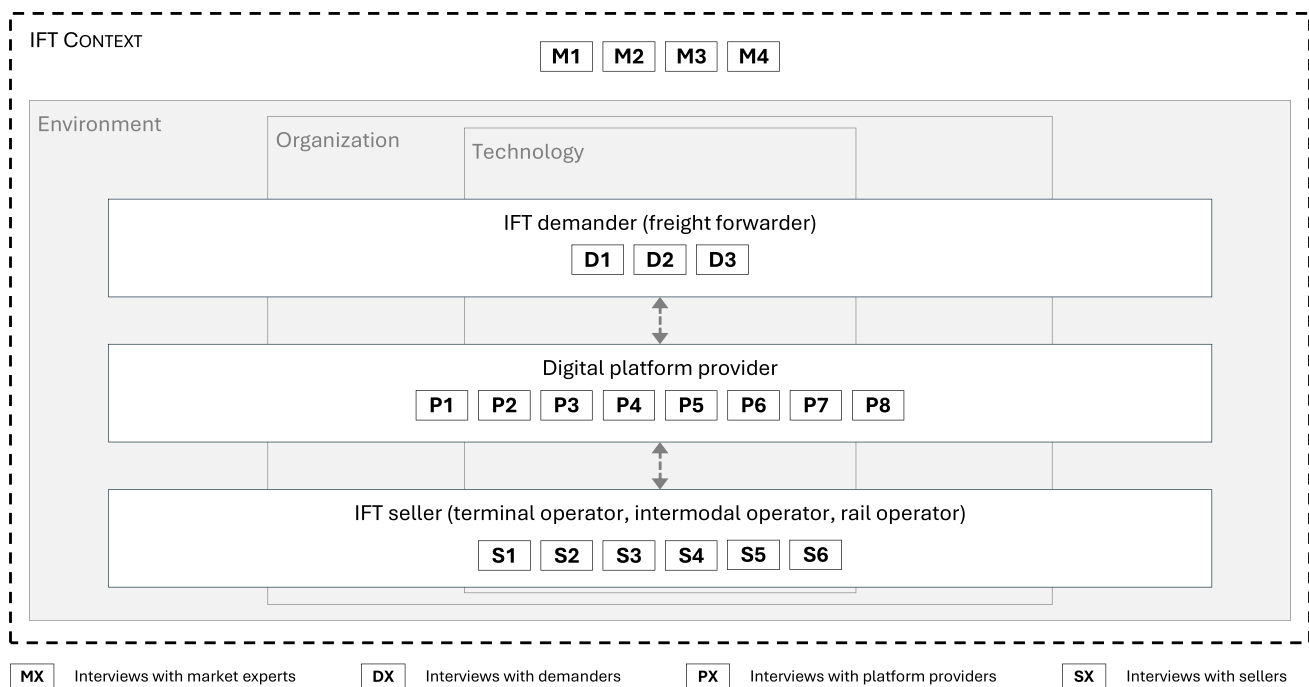 IFT CONTEXT
M1 M2 M3 M4
Environment
Organization
Technology
IFT demander (freight forwarder)
D1 D2 D3
Digital platform provider
P1 P2 P3 P4 P5 P6 P7 P8
IFT seller (terminal operator, intermodal operator, rail operator)
S1 S2 S3 S4 S5 S6
MX Interviews with market experts DX Interviews with demanders PX Interviews with platform providers SX Interviews with sellers